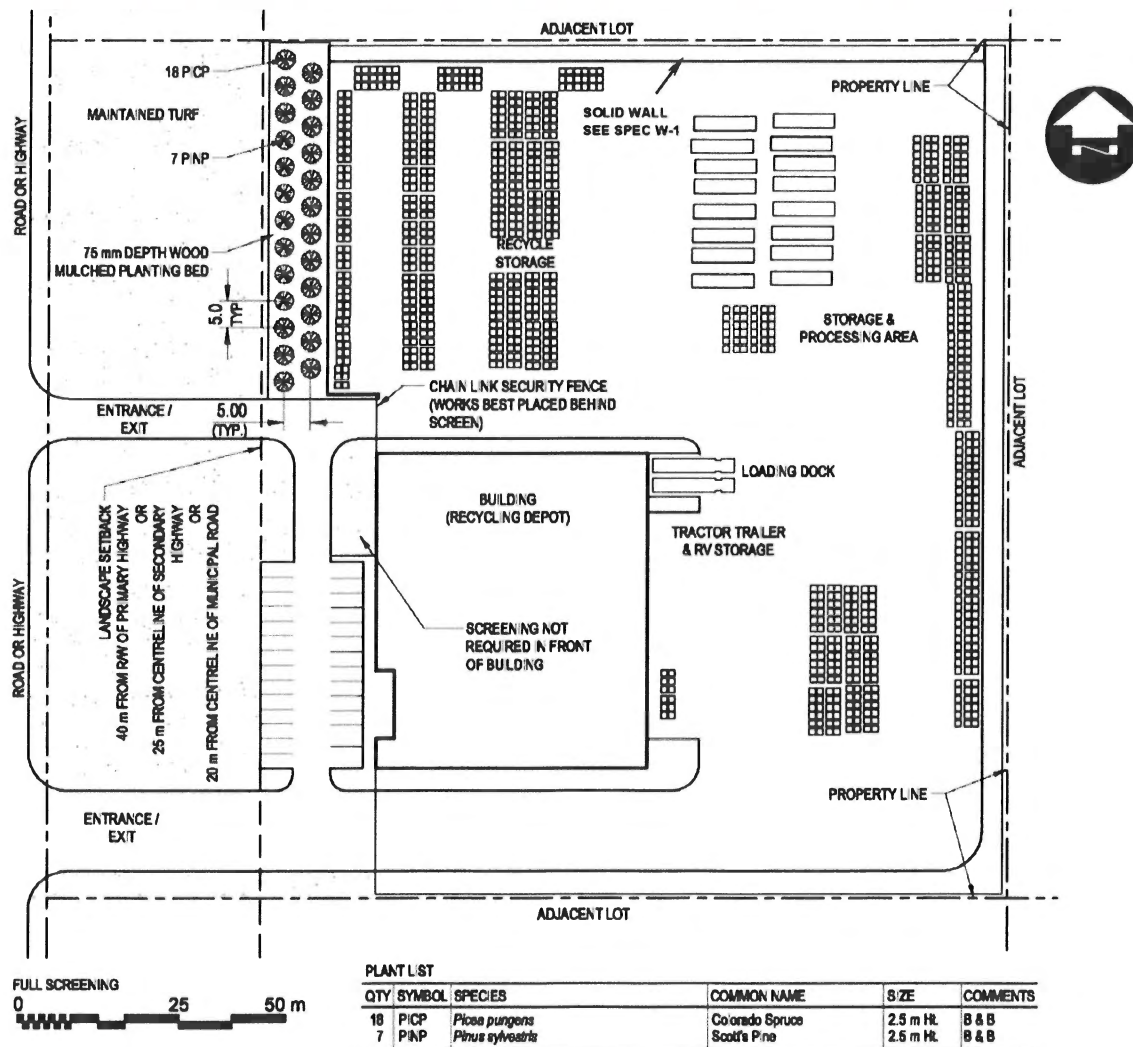 ADJACENT LOT
18 PICP
MAINTAINED TURF
7 PINP
ROAD OR HIGHWAY
75 mm DEPTH WOOD
MULCHED PLANTING BED
5.0
TYP
SOLID WALL
SEE SPEC W-1
PROPERTY LINE
RECYCLE
STORAGE
STORAGE &
PROCESSING AREA
CHAIN LINK SECURITY FENCE
(WORKS BEST PLACED BEHIND
SCREEN)
ENTRANCE /
EXIT
5.00
(TYP.)
ADJACENT LOT
BUILDING
(RECYCLING DEPOT)
LOADING DOCK
TRACTOR TRAILER
& RV STORAGE
ROAD OR HIGHWAY
LANDSCAPE SETBACK
40 m FROM R/W OF PRIMARY HIGHWAY
OR
25 m FROM CENTRELINE OF SECONDARY
HIGHWAY
OR
20 m FROM CENTRELINE OF MUNICIPAL ROAD
SCREENING NOT
REQUIRED IN FRONT
OF BUILDING
PROPERTY LINE
ENTRANCE /
EXIT
ADJACENT LOT
FULL SCREENING
0 25 50 m
PLANT LIST
QTY SYMBOL SPECIES COMMON NAME SIZE COMMENTS
18 PICP Picea pungens Colorado Spruce 2.5 m Ht. B & B
7 PINP Pinus sylvestris Scott's Pine 2.5 m Ht. B & B